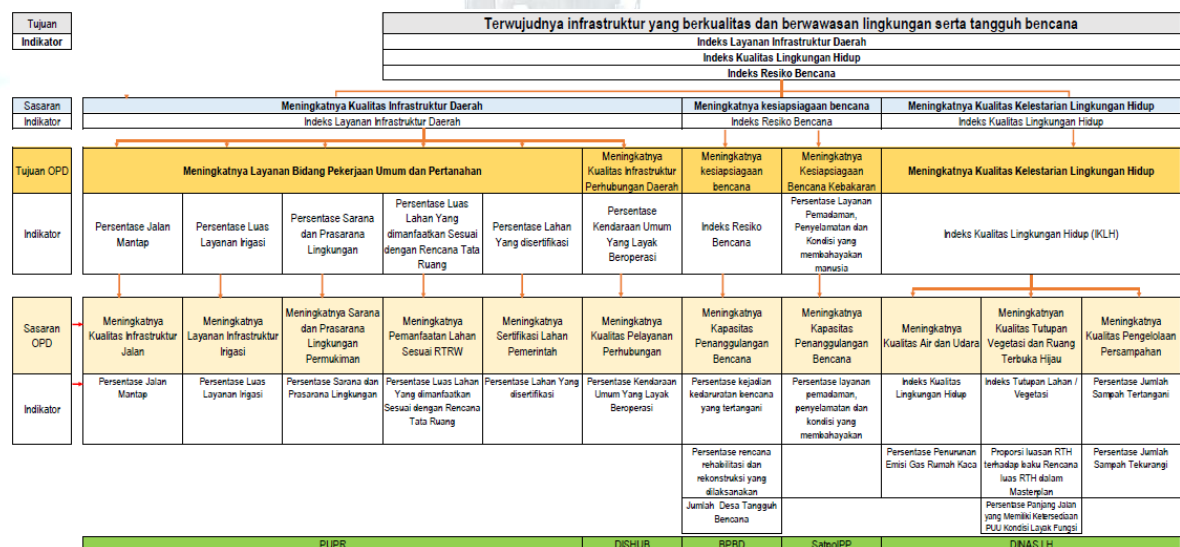 Tujuan
Terwujudnya infrastruktur yang berkualitas dan berwawasan lingkungan serta tangguh bencana
Indikator
Indeks Layanan Infrastruktur Daerah
Indeks Kualitas Lingkungan Hidup
Indeks Resiko Bencana
Sasaran
Meningkatnya Kualitas Infrastruktur Daerah
Meningkatnya kesiapsiagaan bencana
Meningkatnya Kualitas Kelestarian Lingkungan Hidup
Indikator
Indeks Layanan Infrastruktur Daerah
Indeks Resiko Bencana
Indeks Kualitas Lingkungan Hidup
Tujuan OPD
Meningkatnya Layanan Bidang Pekerjaan Umum dan Pertanahan
Meningkatnya
Kualitas Infrastruktur
Perhubungan Daerah
Meningkatnya
kesiapsiagaan
bencana
Meningkatnya
Kesiapsiagaan
Bencana Kebakaran
Meningkatnya Kualitas Kelestarian Lingkungan Hidup
Indikator
Persentase Jalan
Mantap
Persentase Luas
Layanan Irigasi
Persentase Sarana
dan Prasarana
Lingkungan
Persentase Luas
Lahan Yang
dimanfaatkan Sesuai
dengan Rencana Tata
Ruang
Persentase Lahan
Yang disertifikasi
Persentase
Kendaraan Umum
Yang Layak
Beroperasi
Indeks Resiko
Bencana
Persentase Layanan
Pemadaman,
Penyelamatan dan
Kondisi yang
membahayakan
manusia
Indeks Kualitas Lingkungan Hidup (IKLH)
Sasaran
OPD
Meningkatnya
Kualitas Infrastruktur
Jalan
Meningkatnya
Layanan Infrastruktur
Irigasi
Meningkatnya Sarana
dan Prasarana
Lingkungan
Permukiman
Meningkatnya
Pemanfaatan Lahan
Sesuai RTRW
Meningkatnya
Sertifikasi Lahan
Pemerintah
Meningkatnya
Kualitas Pelayanan
Perhubungan
Meningkatnya
Kapasitas
Penanggulangan
Bencana
Meningkatnya
Kapasitas
Penanggulangan
Bencana
Meningkatnya
Kualitas Air dan Udara
Meningkatnyan
Kualitas Tutupan
Vegetasi dan Ruang
Terbuka Hijau
Meningkatnya
Kualitas Pengelolaan
Persampahan
Indikator
Persentase Jalan
Mantap
Persentase Luas
Layanan Irigasi
Persentase Sarana dan
Prasarana Lingkungan
Persentase Luas Lahan
Yang dimanfaatkan
Sesuai dengan Rencana
Tata Ruang
Persentase Lahan Yang
disertifikasi
Persentase Kendaraan
Umum Yang Layak
Beroperasi
Persentase kejadian
kedaruratan bencana
yang tertangani
Persentase layanan
pemadaman,
penyelamatan dan
kondisi yang
membahayakan
Indeks Kualitas
Lingkungan Hidup
Indeks Tutupan Lahan /
Vegetasi
Persentase Jumlah
Sampah Tertangani
Persentase rencana
rehabilitasi dan
rekonstruksi yang
dilaksanakan
Persentase Penurunan
Emisi Gas Rumah Kaca
Proporsi luasan RTH
terhadap baku Rencana
luas RTH dalam
Masterplan
Persentase Jumlah
Sampah Tekurangi
Jumlah Desa Tangguh
Bencana
Persentase Panjang Jalan
yang Memiliki Ketersediaan
PUU Kondisi Layak Fungsi
PUPR
DISHUB
BPBD
SatpolPP
DINAS LH